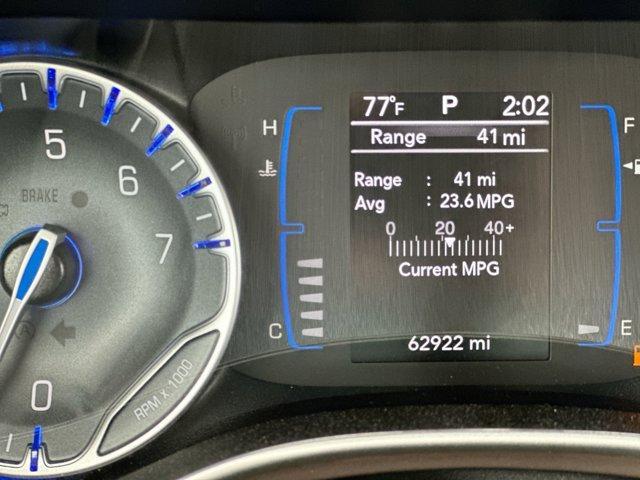 77°F P 2:02
Range 41 mi
Range : 41 mi
Avg : 23.6 MPG
0 20 40+
Current MPG
62922 mi
H
C
F
E
5
6
7
0
BRAKE
RPM X 1000